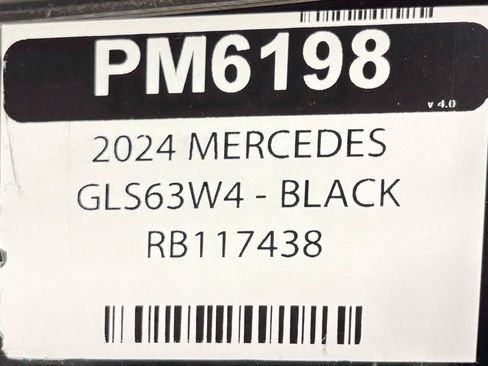 PM6198
v 4.0
2024 MERCEDES
GLS63W4 - BLACK
RB117438